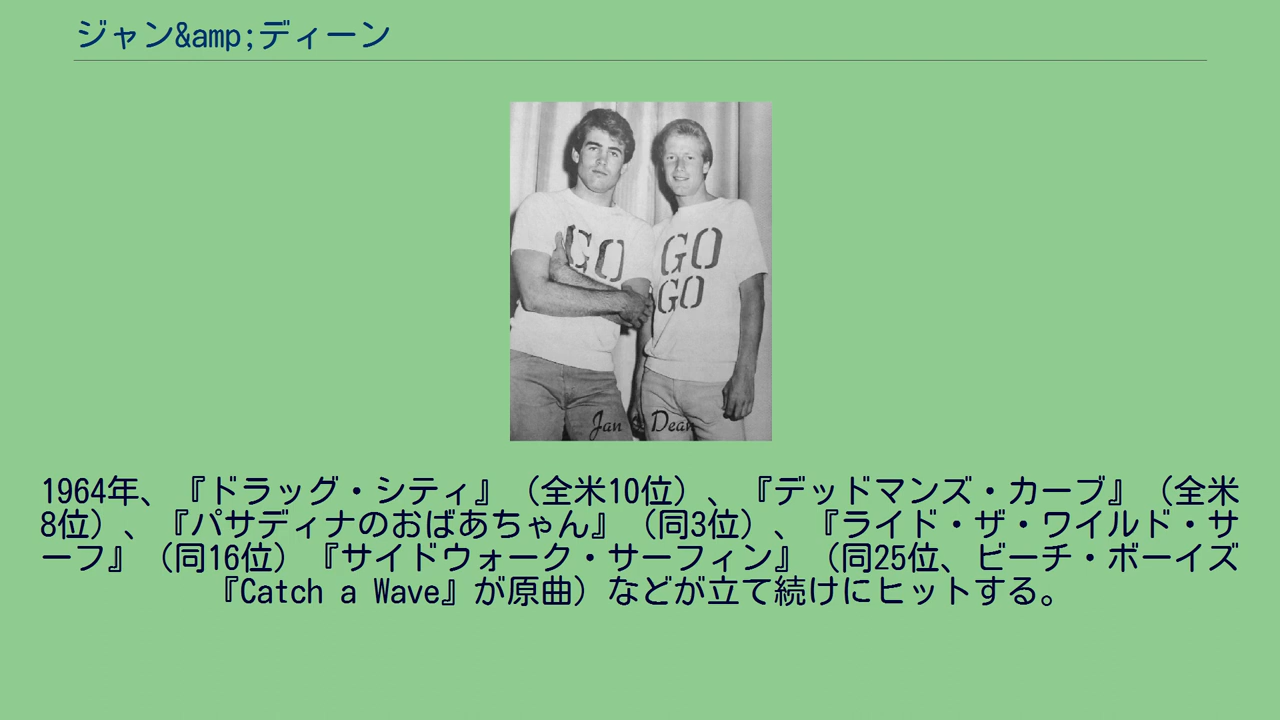 ジャン&amp;ディーン
GO
GO
GO
Jan & Dean
1964年、『ドラッグ・シティ』（全米10位）、『デッドマンズ・カーブ』（全米
8位）、『パサディナのおばあちゃん』（同3位）、『ライド・ザ・ワイルド・サ
ーフ』（同16位）『サイドウォーク・サーフィン』（同25位、ビーチ・ボーイズ
『Catch a Wave』が原曲）などが立て続けにヒットする。